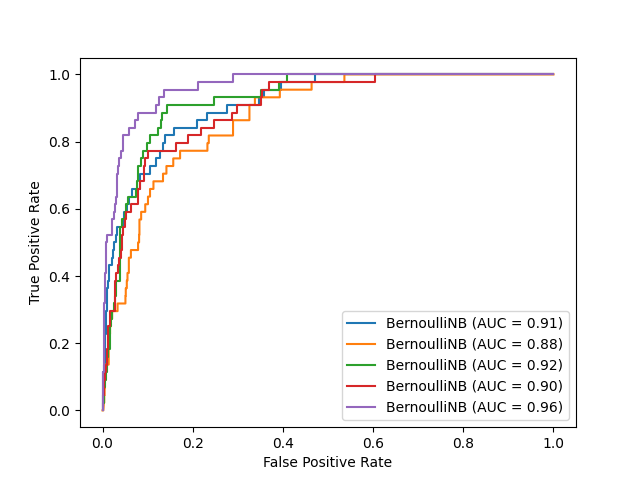 1.0
0.8
0.6
0.4
0.2
0.0
True Positive Rate
BernoulliNB (AUC = 0.91)
BernoulliNB (AUC = 0.88)
BernoulliNB (AUC = 0.92)
BernoulliNB (AUC = 0.90)
BernoulliNB (AUC = 0.96)
0.0 0.2 0.4 0.6 0.8 1.0
False Positive Rate